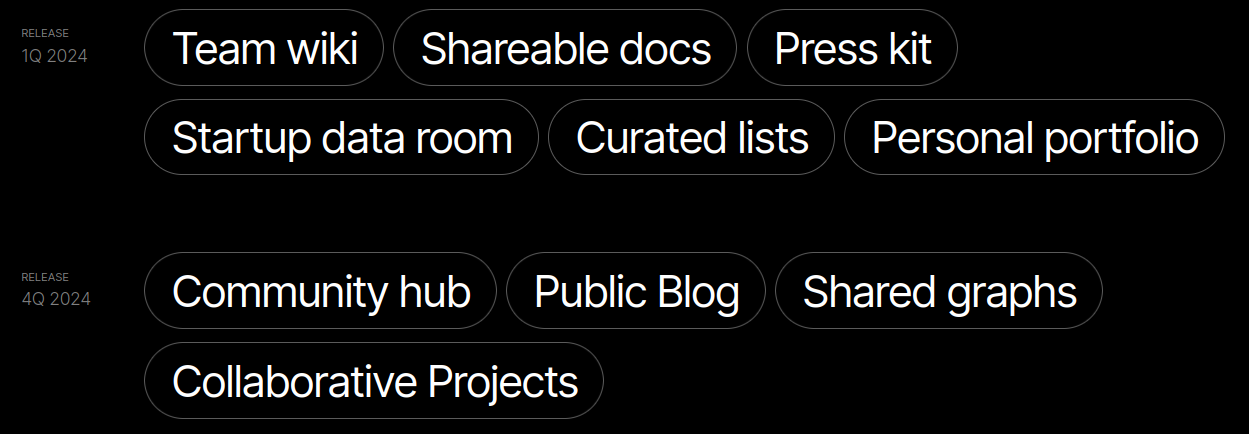 RELEASE
1Q 2024
Team wiki Shareable docs Press kit
Startup data room Curated lists Personal portfolio
RELEASE
4Q 2024
Community hub Public Blog Shared graphs
Collaborative Projects